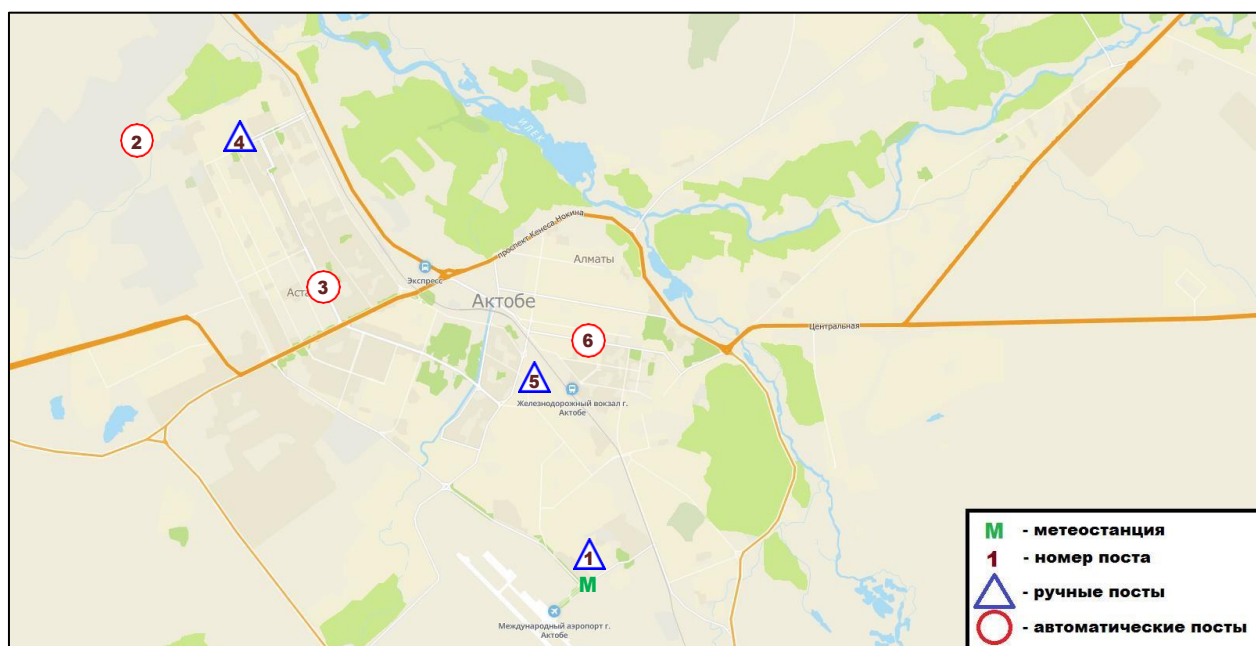 2
4
ИЛЕК
проспект Кенеса Нокина
Алматы
Экспресс
3
Аста
Актобе
Центральная
6
5
Железнодорожный вокзал г.
Актобе
1
М
Международный аэропорт г.
Актобе
М - метеостанция
1 - номер поста
- ручные посты
- автоматические посты